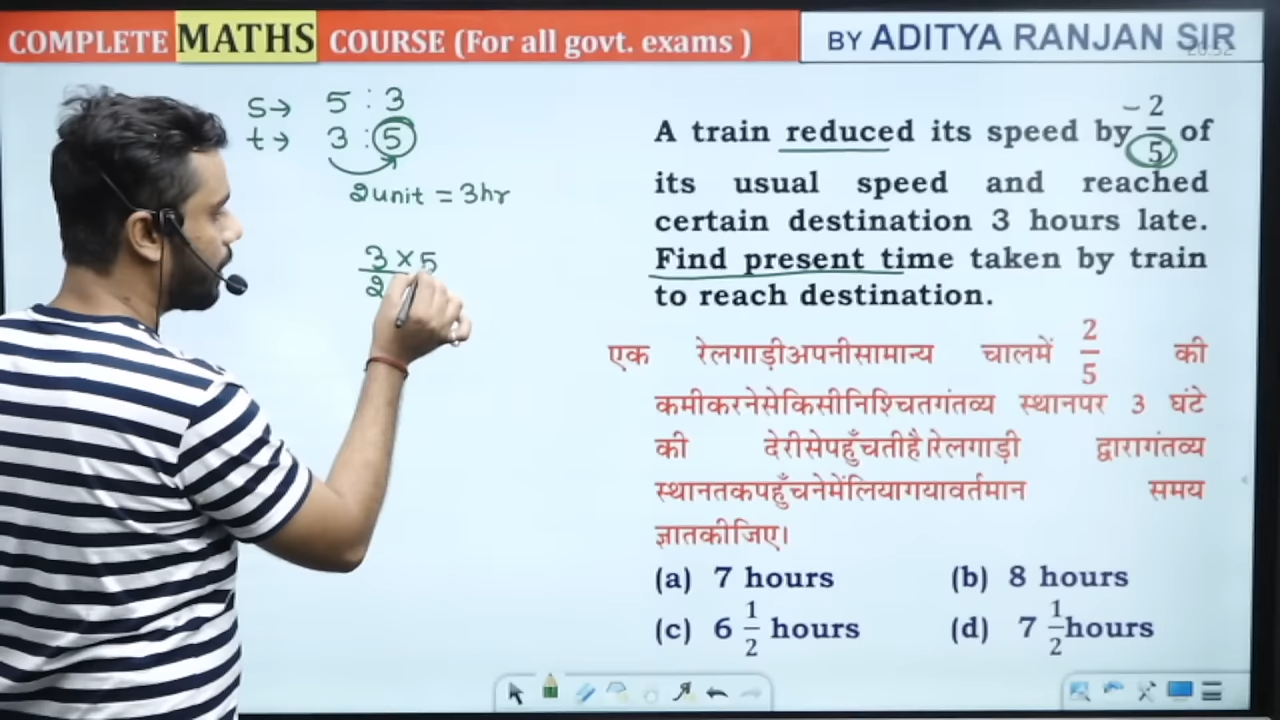 COMPLETE MATHS COURSE (For all govt. exams )
BY ADITYA RANJAN SIR
S→ 5 : 3
t→ 3 : 5
2unit = 3hr
3 × 5
2
A train reduced its speed by - 2/5 of
its usual speed and reached
certain destination 3 hours late.
Find present time taken by train
to reach destination.
एक रेलगाड़ीअपनीसामान्य चालमें 2/5 की
कमीकरनेसेकिसीनिश्चितगंतव्य स्थानपर 3 घंटे
की देरीसेपहुँचतीहै।रेलगाड़ी द्वारागंतव्य
स्थानतकपहुँचनेमेंलियागयावर्तमान समय
ज्ञातकीजिए।
(a) 7 hours (b) 8 hours
(c) 6 1/2 hours (d) 7 1/2 hours